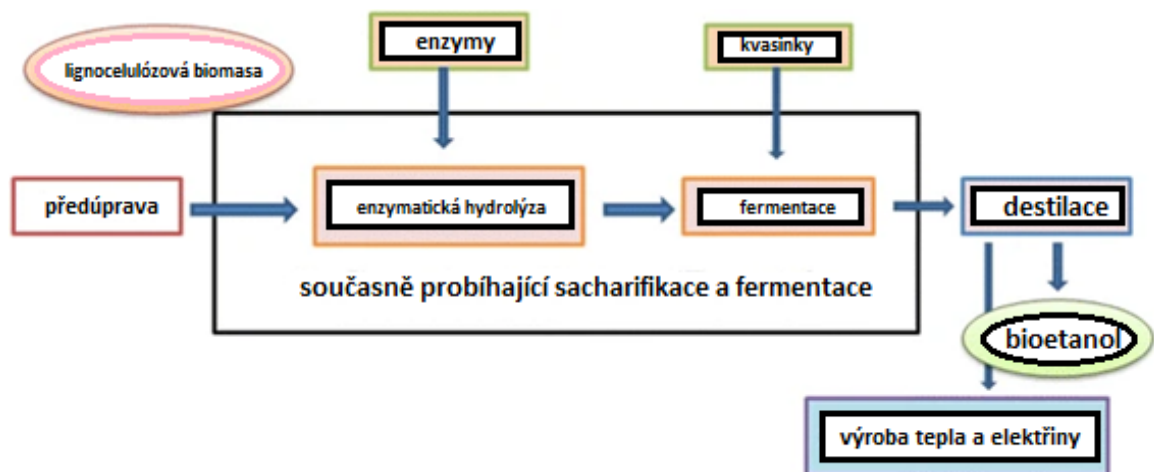 enzymy
kvasinky
lignocelulózová biomasa
předúprava
enzymatická hydrolýza
fermentace
destilace
současně probíhající sacharifikace a fermentace
bioetanol
výroba tepla a elektřiny